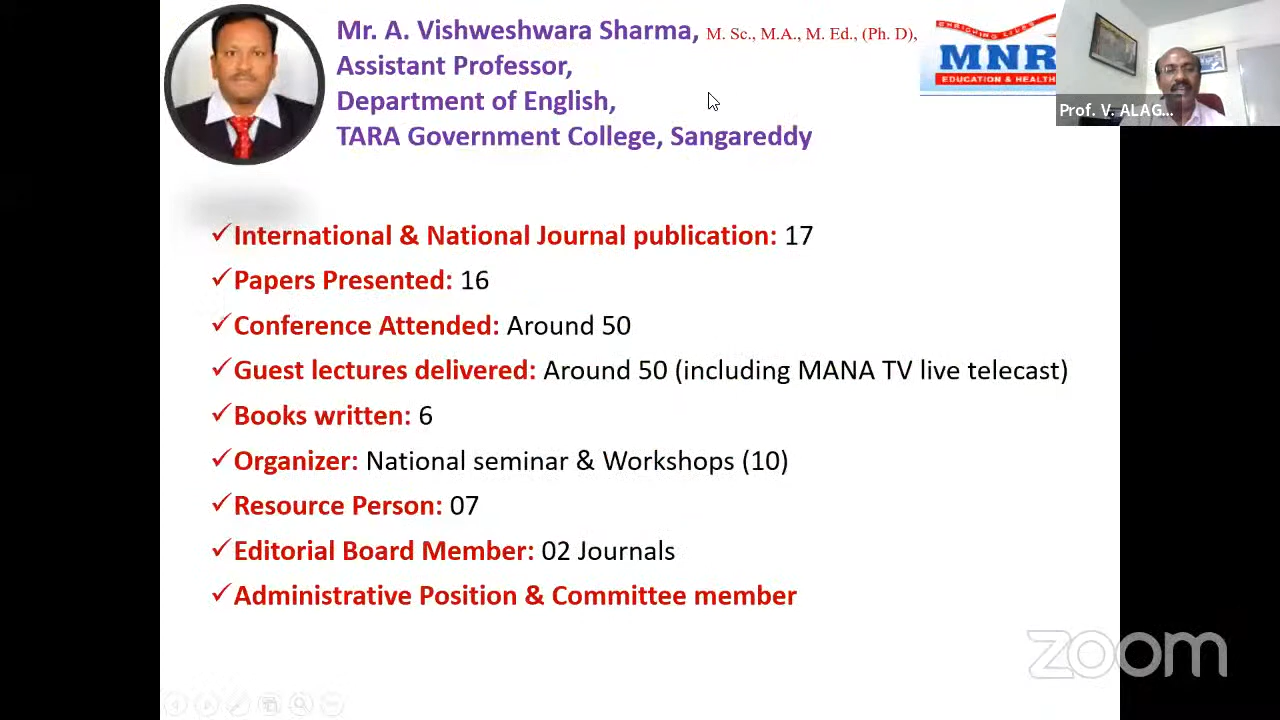 Mr. A. Vishweshwara Sharma, M. Sc., M.A., M. Ed., (Ph. D),
Assistant Professor,
Department of English,
TARA Government College, Sangareddy
MNR
EDUCATION & HEALTH
Prof. V. ALAG...
✓International & National Journal publication: 17
✓Papers Presented: 16
✓Conference Attended: Around 50
✓Guest lectures delivered: Around 50 (including MANA TV live telecast)
✓Books written: 6
✓Organizer: National seminar & Workshops (10)
✓Resource Person: 07
✓Editorial Board Member: 02 Journals
✓Administrative Position & Committee member
zoom